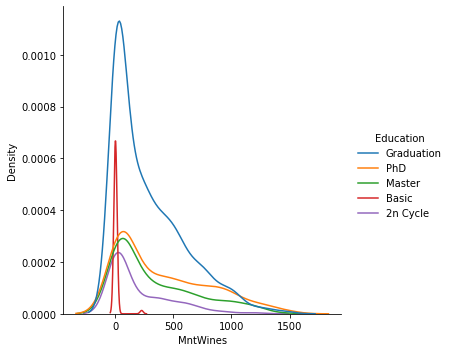 0.0010
0.0008
0.0006
0.0004
0.0002
0.0000
Density
0
500
1000
1500
MntWines
Education
Graduation
PhD
Master
Basic
2n Cycle